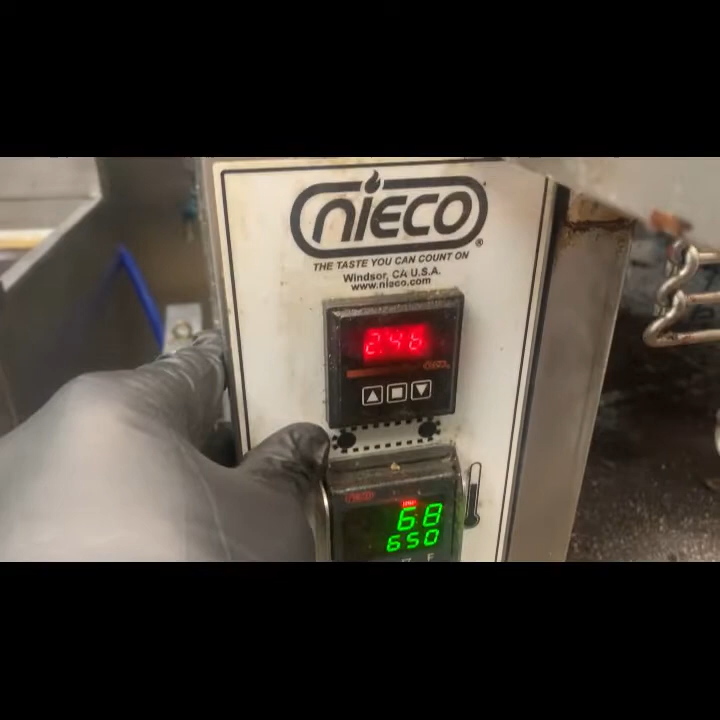 nieco®
THE TASTE YOU CAN COUNT ON
Windsor, CA U.S.A.
www.nieco.com
2:46
68
650
F